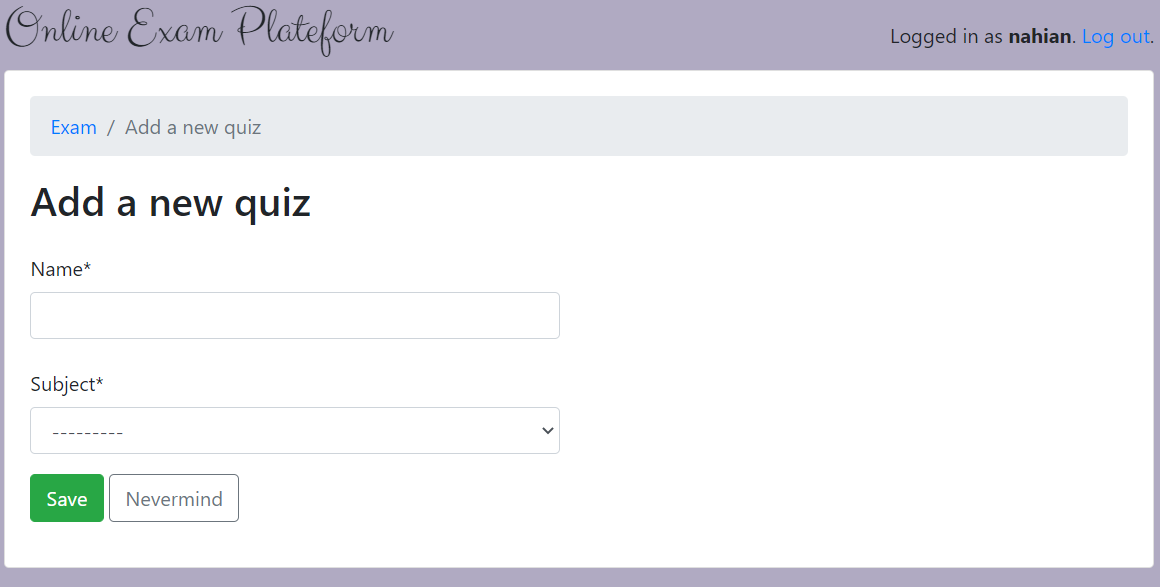 Online Exam Plateform
Logged in as nahian. Log out.
Exam / Add a new quiz
Add a new quiz
Name*
Subject*
---------
Save Nevermind